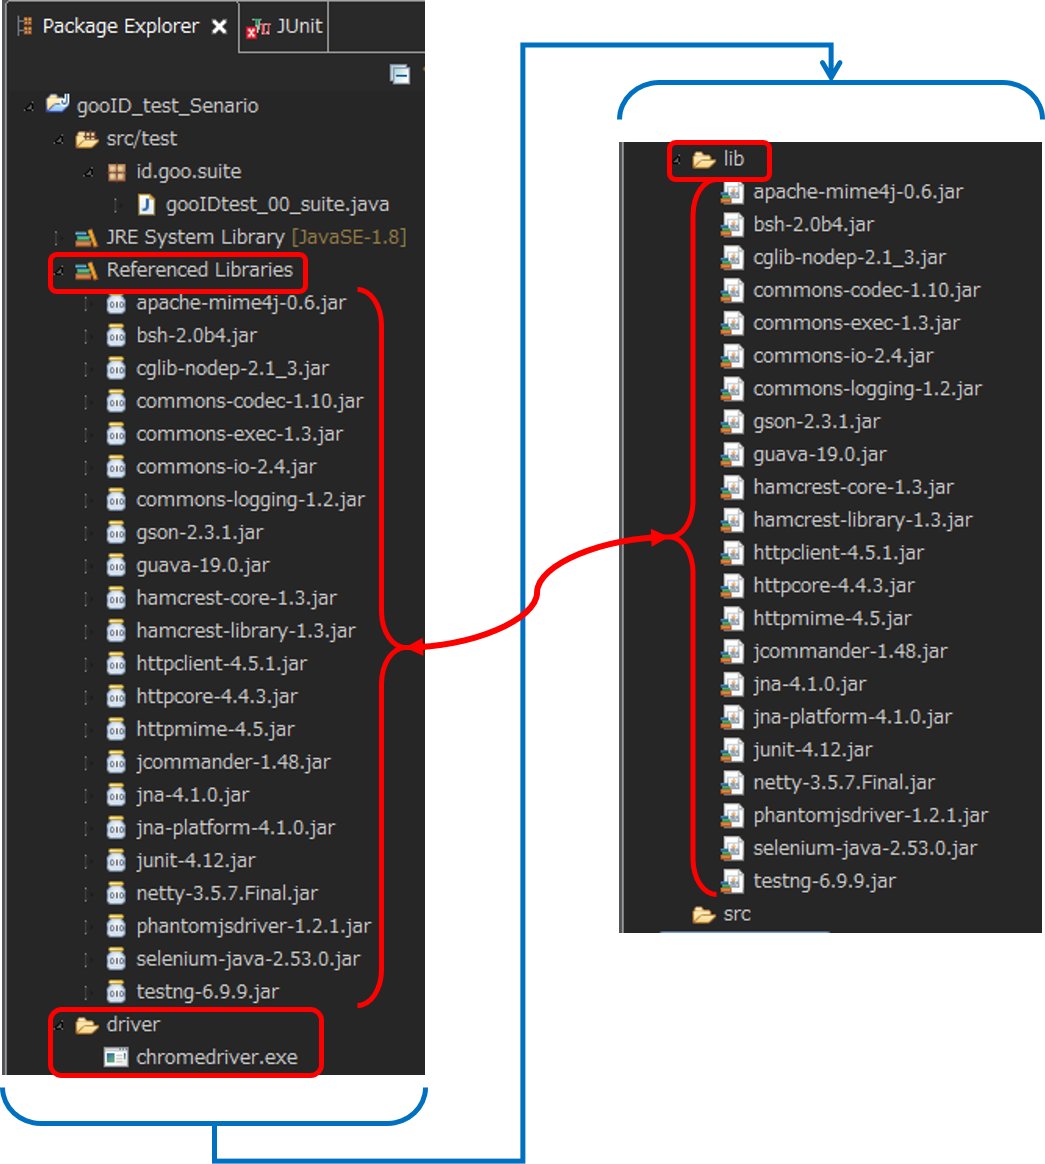 Package Explorer
JUnit
gooID_test_Senario
src/test
id.goo.suite
gooIDtest_00_suite.java
JRE System Library [JavaSE-1.8]
Referenced Libraries
apache-mime4j-0.6.jar
bsh-2.0b4.jar
cglib-nodep-2.1_3.jar
commons-codec-1.10.jar
commons-exec-1.3.jar
commons-io-2.4.jar
commons-logging-1.2.jar
gson-2.3.1.jar
guava-19.0.jar
hamcrest-core-1.3.jar
hamcrest-library-1.3.jar
httpclient-4.5.1.jar
httpcore-4.4.3.jar
httpmime-4.5.jar
jcommander-1.48.jar
jna-4.1.0.jar
jna-platform-4.1.0.jar
junit-4.12.jar
netty-3.5.7.Final.jar
phantomjsdriver-1.2.1.jar
selenium-java-2.53.0.jar
testng-6.9.9.jar
driver
chromedriver.exe
lib
apache-mime4j-0.6.jar
bsh-2.0b4.jar
cglib-nodep-2.1_3.jar
commons-codec-1.10.jar
commons-exec-1.3.jar
commons-io-2.4.jar
commons-logging-1.2.jar
gson-2.3.1.jar
guava-19.0.jar
hamcrest-core-1.3.jar
hamcrest-library-1.3.jar
httpclient-4.5.1.jar
httpcore-4.4.3.jar
httpmime-4.5.jar
jcommander-1.48.jar
jna-4.1.0.jar
jna-platform-4.1.0.jar
junit-4.12.jar
netty-3.5.7.Final.jar
phantomjsdriver-1.2.1.jar
selenium-java-2.53.0.jar
testng-6.9.9.jar
src